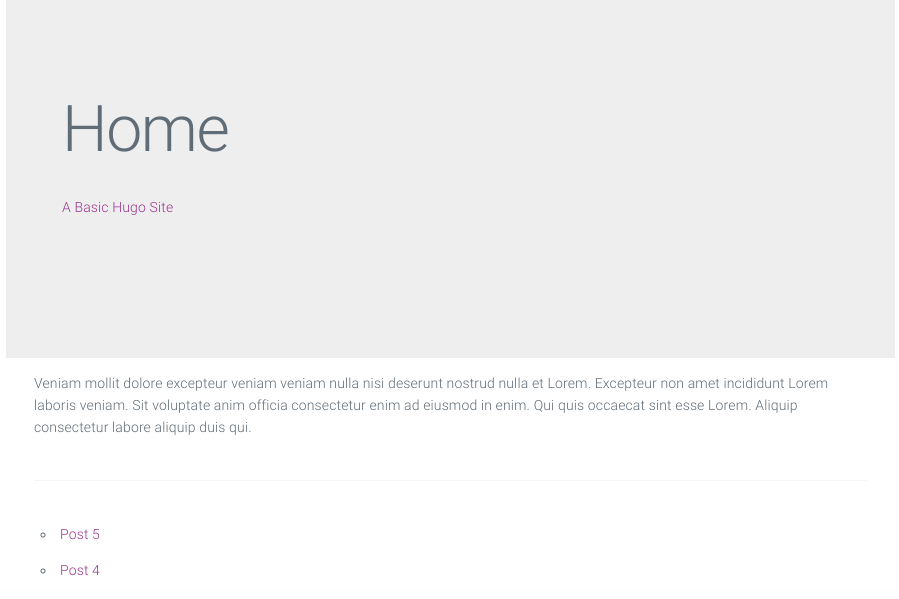 Home
A Basic Hugo Site
Veniam mollit dolore excepteur veniam veniam nulla nisi deserunt nostrud nulla et Lorem. Excepteur non amet incididunt Lorem
laboris veniam. Sit voluptate anim officia consectetur enim ad eiusmod in enim. Qui quis occaecat sint esse Lorem. Aliquip
consectetur labore aliquip duis qui.
Post 5
Post 4